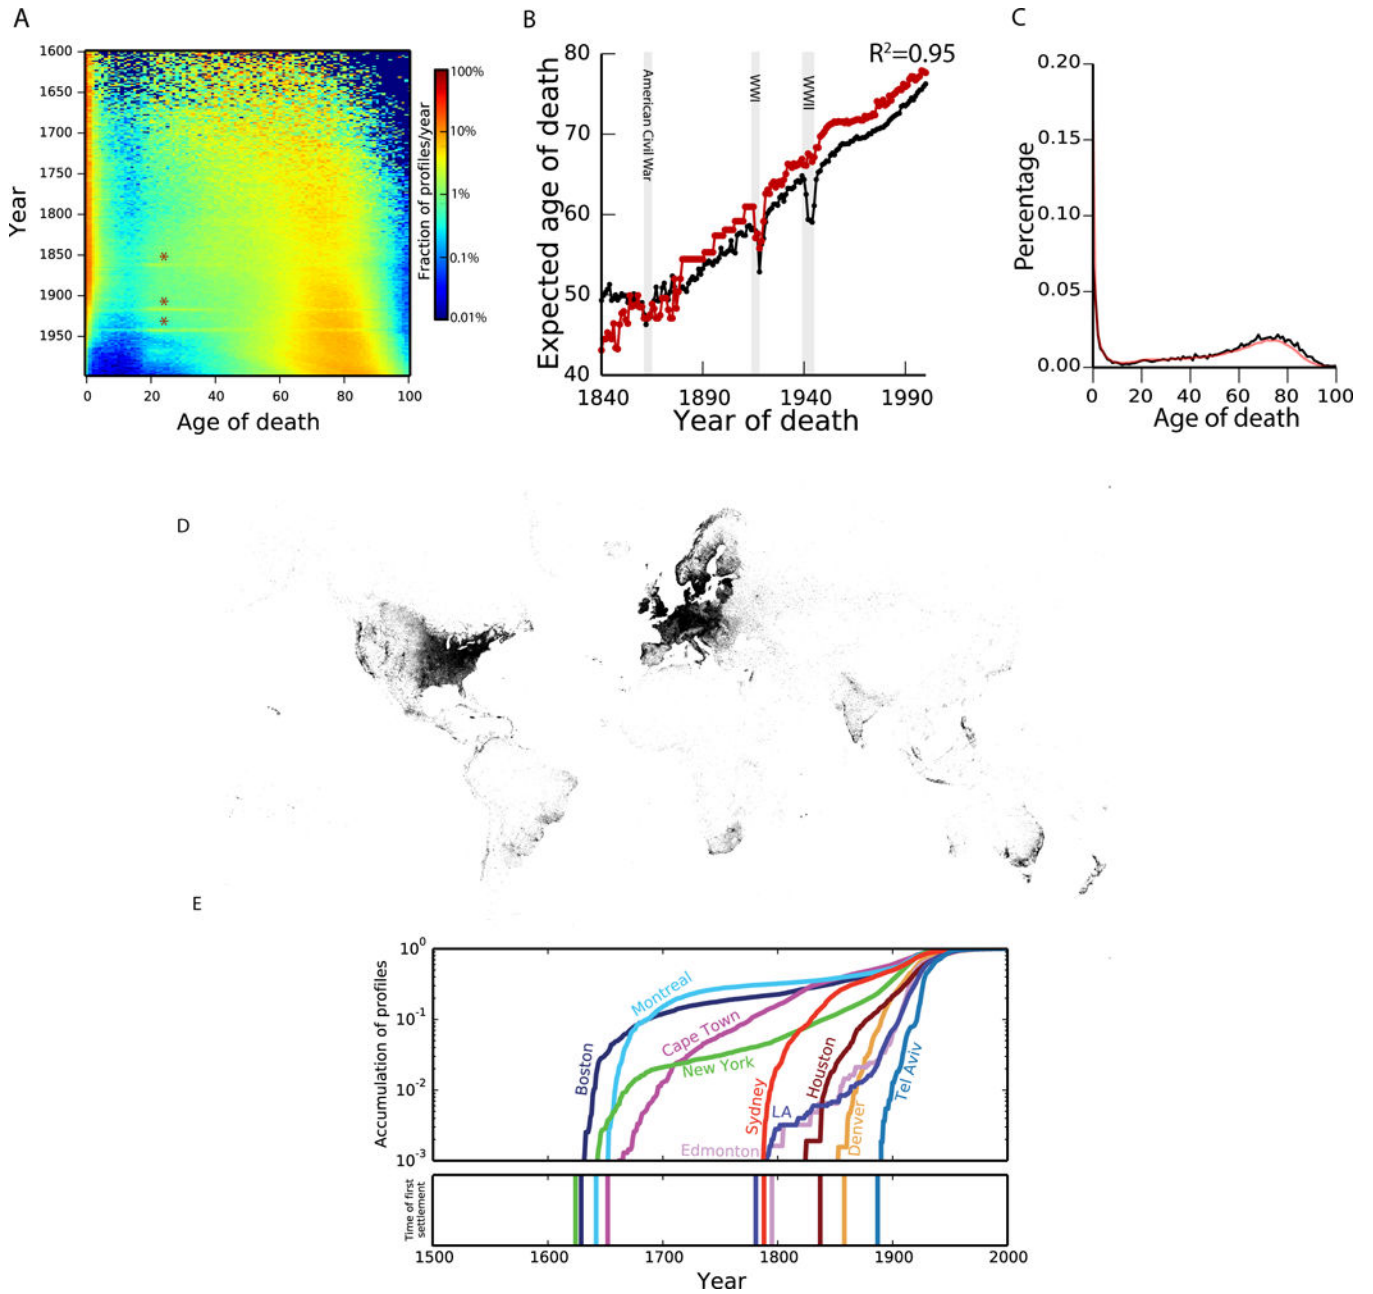 A
1600
1650
1700
1750
1800
1850
1900
1950
Year
0
20
40
60
80
100
Age of death
*
*
*
100%
10%
1%
0.1%
0.01%
Fraction of profiles/year
B
R²=0.95
80
70
60
50
40
Expected age of death
American Civil War
WWI
WWII
1840
1890
1940
1990
Year of death
C
0.20
0.15
0.10
0.05
0.00
Percentage
0
20
40
60
80
100
Age of death
D
E
10⁰
10⁻¹
10⁻²
10⁻³
Accumulation of profiles
Boston
Montreal
Cape Town
New York
Sydney
Edmonton
LA
Houston
Denver
Tel Aviv
Time of first
settlement
1500
1600
1700
1800
1900
2000
Year